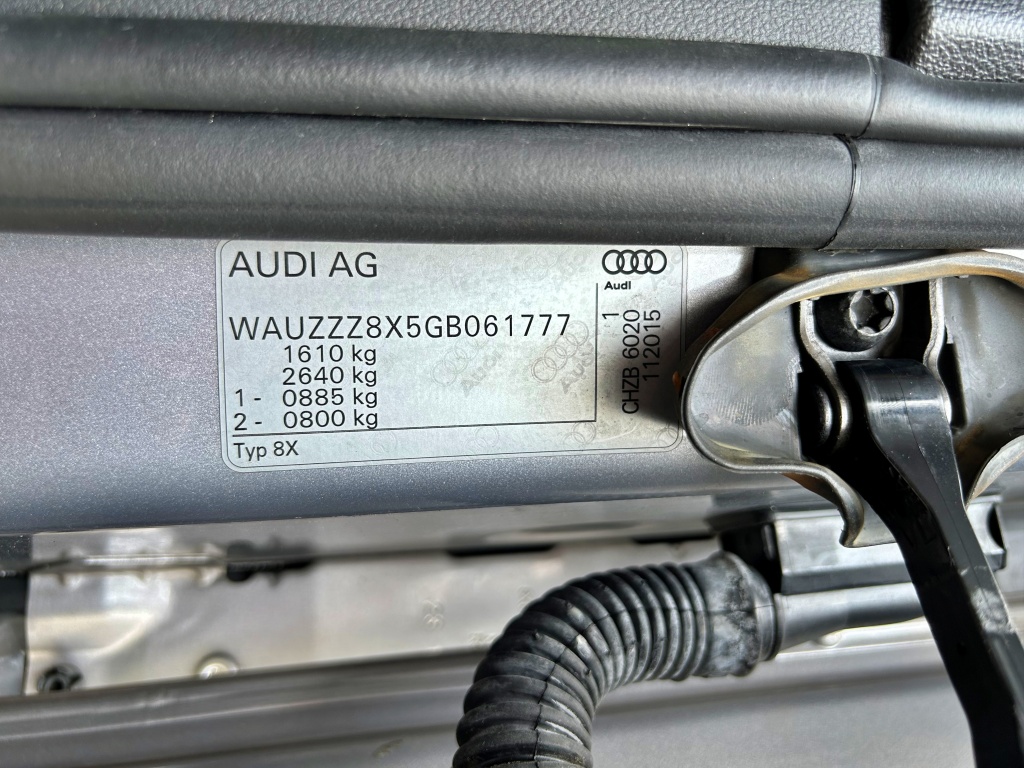 AUDI AG
Audi
WAUZZZ8X5GB061777
1610 kg
2640 kg
1 - 0885 kg
2 - 0800 kg
Typ 8X
CHZB 6020 1
112015